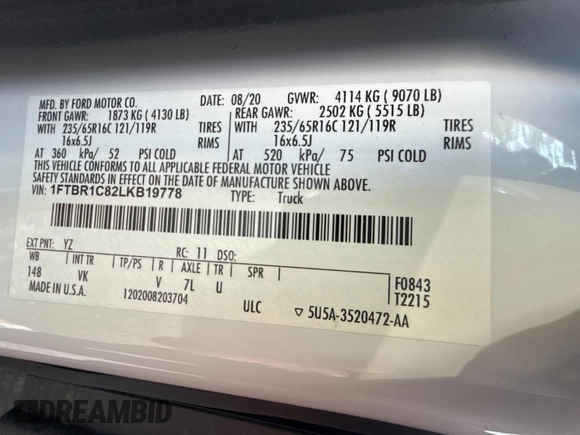 MFD. BY FORD MOTOR CO. DATE: 08/20 GVWR: 4114 KG ( 9070 LB)
FRONT GAWR: 1873 KG ( 4130 LB) REAR GAWR: 2502 KG ( 5515 LB)
WITH 235/65R16C 121/119R TIRES WITH 235/65R16C 121/119R TIRES
16x6.5J RIMS 16x6.5J RIMS
AT 360 kPa/ 52 PSI COLD AT 520 kPa/ 75 PSI COLD
THIS VEHICLE CONFORMS TO ALL APPLICABLE FEDERAL MOTOR VEHICLE
SAFETY STANDARDS IN EFFECT ON THE DATE OF MANUFACTURE SHOWN ABOVE.
VIN: 1FTBR1C82LKB19778 TYPE: Truck
EXT PNT: YZ RC: 11 DSO:
WB INT TR TP/PS R AXLE TR SPR F0843
148 VK V 7L U T2215
MADE IN U.S.A. 1202008203704 ULC ▽ 5U5A-3520472-AA
DREAMBID